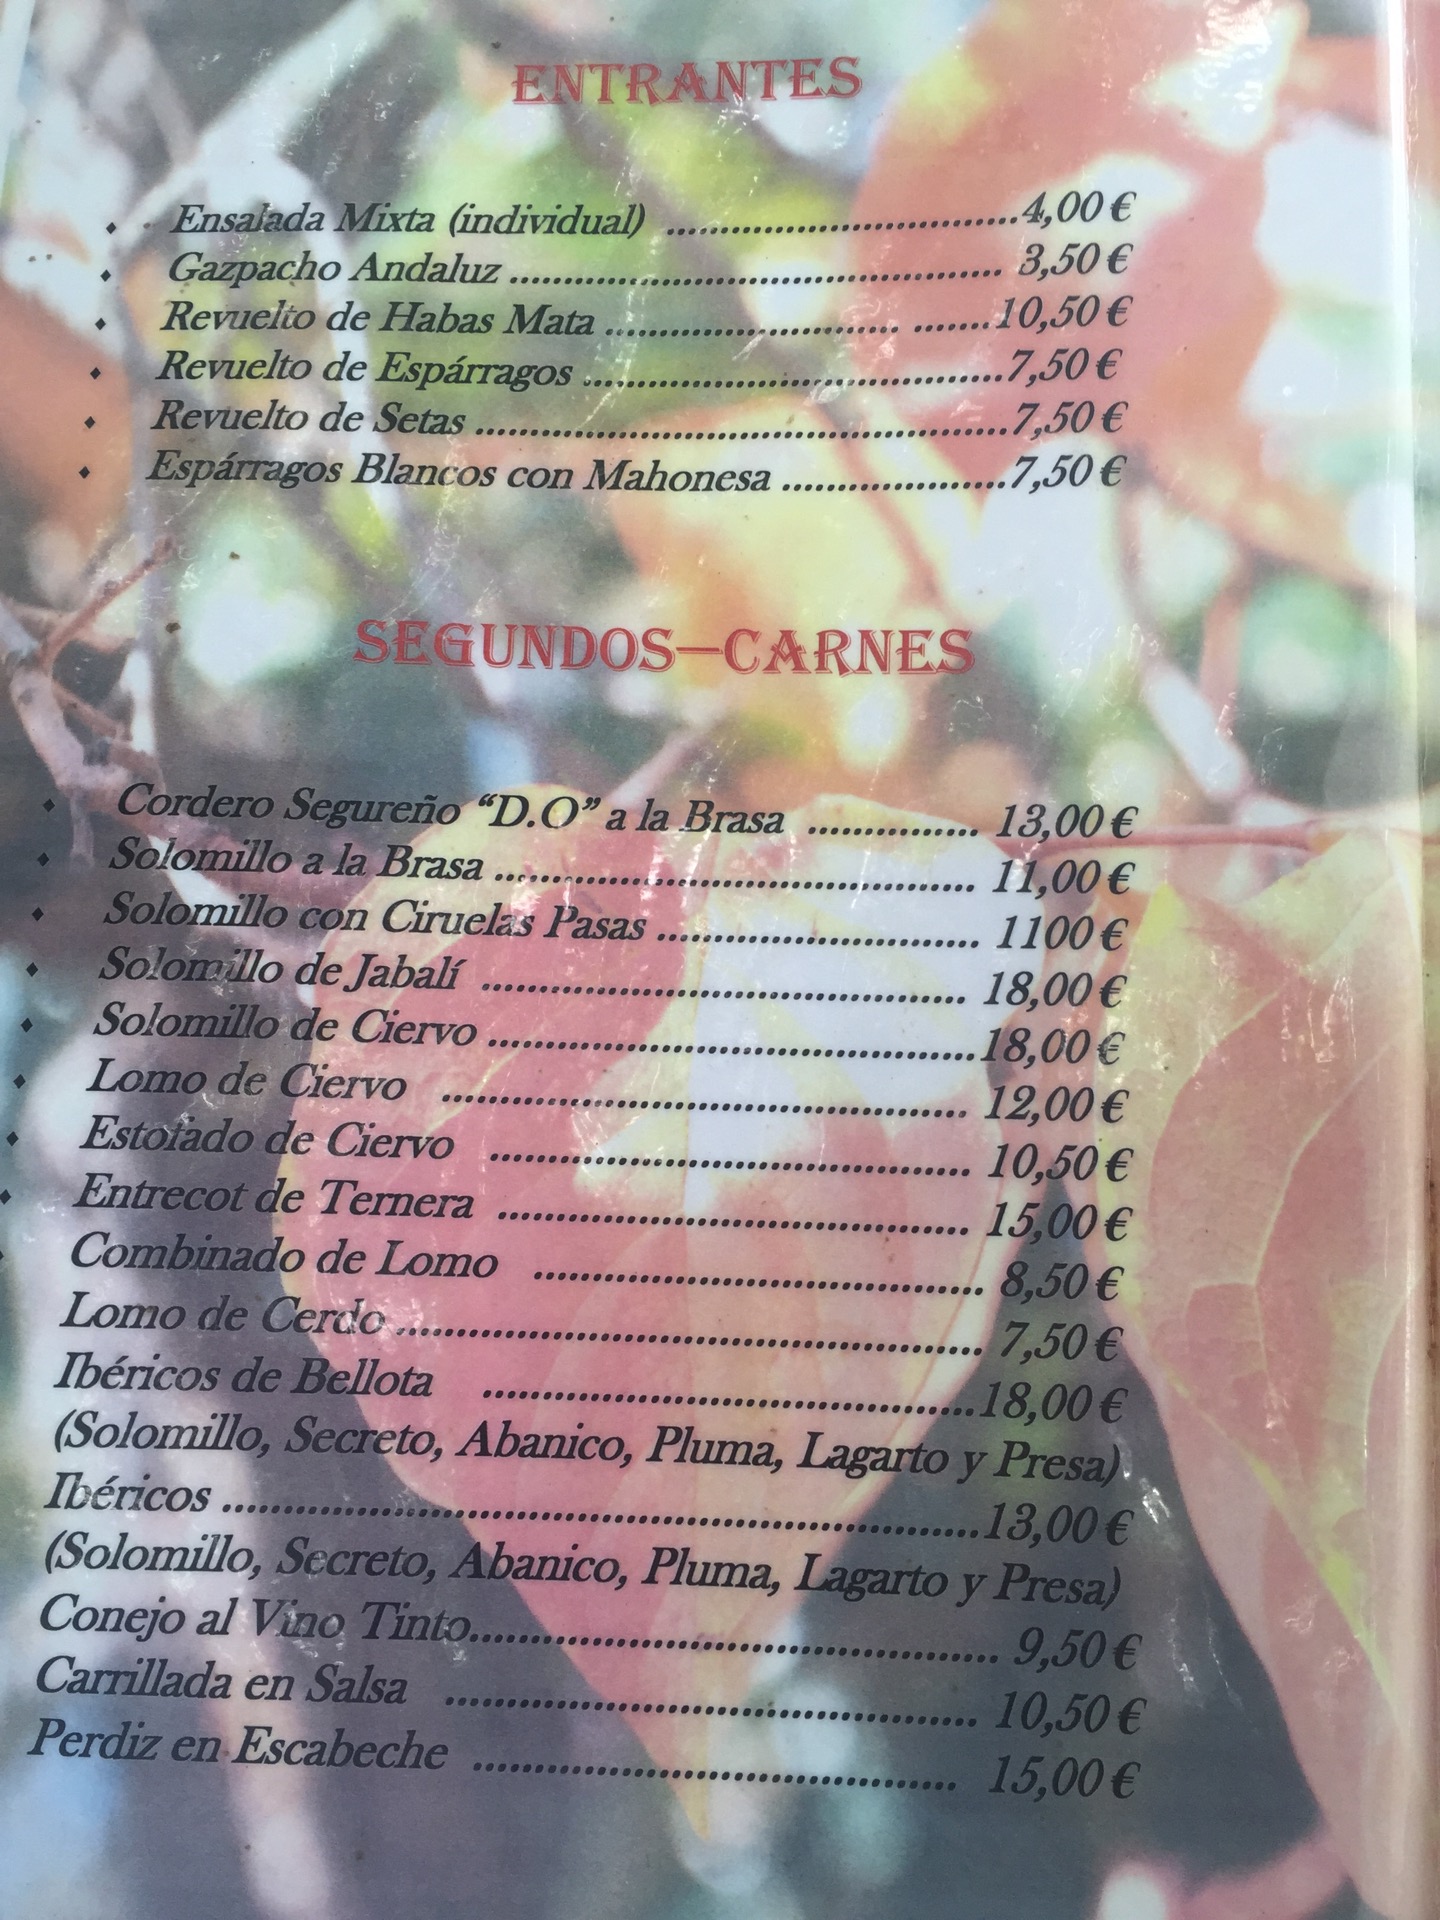 ENTRANTES
Ensalada Mixta (individual) ................................4,00 €
Gazpacho Andaluz ............................................. 3,50 €
Revuelto de Habas Mata ........................... .......10,50 €
Revuelto de Espárragos .......................................7,50 €
Revuelto de Setas .................................................7,50 €
Espárragos Blancos con Mahonesa ....................7,50 €
SEGUNDOS—CARNES
Cordero Segureño “D.O” a la Brasa ............... 13,00 €
Solomillo a la Brasa .......................................... 11,00 €
Solomillo con Ciruelas Pasas ............................ 1100 €
Solomillo de Jabalí ........................................... 18,00 €
Solomillo de Ciervo ...........................................18,00 €
Lomo de Ciervo ............................................... 12,00 €
Estofado de Ciervo ........................................... 10,50 €
Entrecot de Ternera .......................................... 15,00 €
Combinado de Lomo ........................................ 8,50 €
Lomo de Cerdo .................................................... 7,50 €
Ibéricos de Bellota ............................................18,00 €
(Solomillo, Secreto, Abanico, Pluma, Lagarto y Presa)
Ibéricos ...................................................................13,00 €
(Solomillo, Secreto, Abanico, Pluma, Lagarto y Presa)
Conejo al Vino Tinto.............................................. 9,50 €
Carrillada en Salsa .............................................. 10,50 €
Perdiz en Escabeche .......................................... 15,00 €